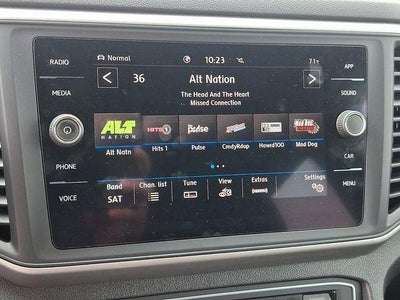 RADIO
MEDIA
PHONE
VOICE
Normal
10:23
71°F
36
Alt Nation
The Head And The Heart
Missed Connection
ALT NATION
HITS 1
Pulse
MAD DOG
Alt Natn
Hits 1
Pulse
CmdyRdup
Howrd100
Mad Dog
Band
SAT
Chan. list
Tune
View
Extras
Settings
APP
SOUND
CAR
MENU